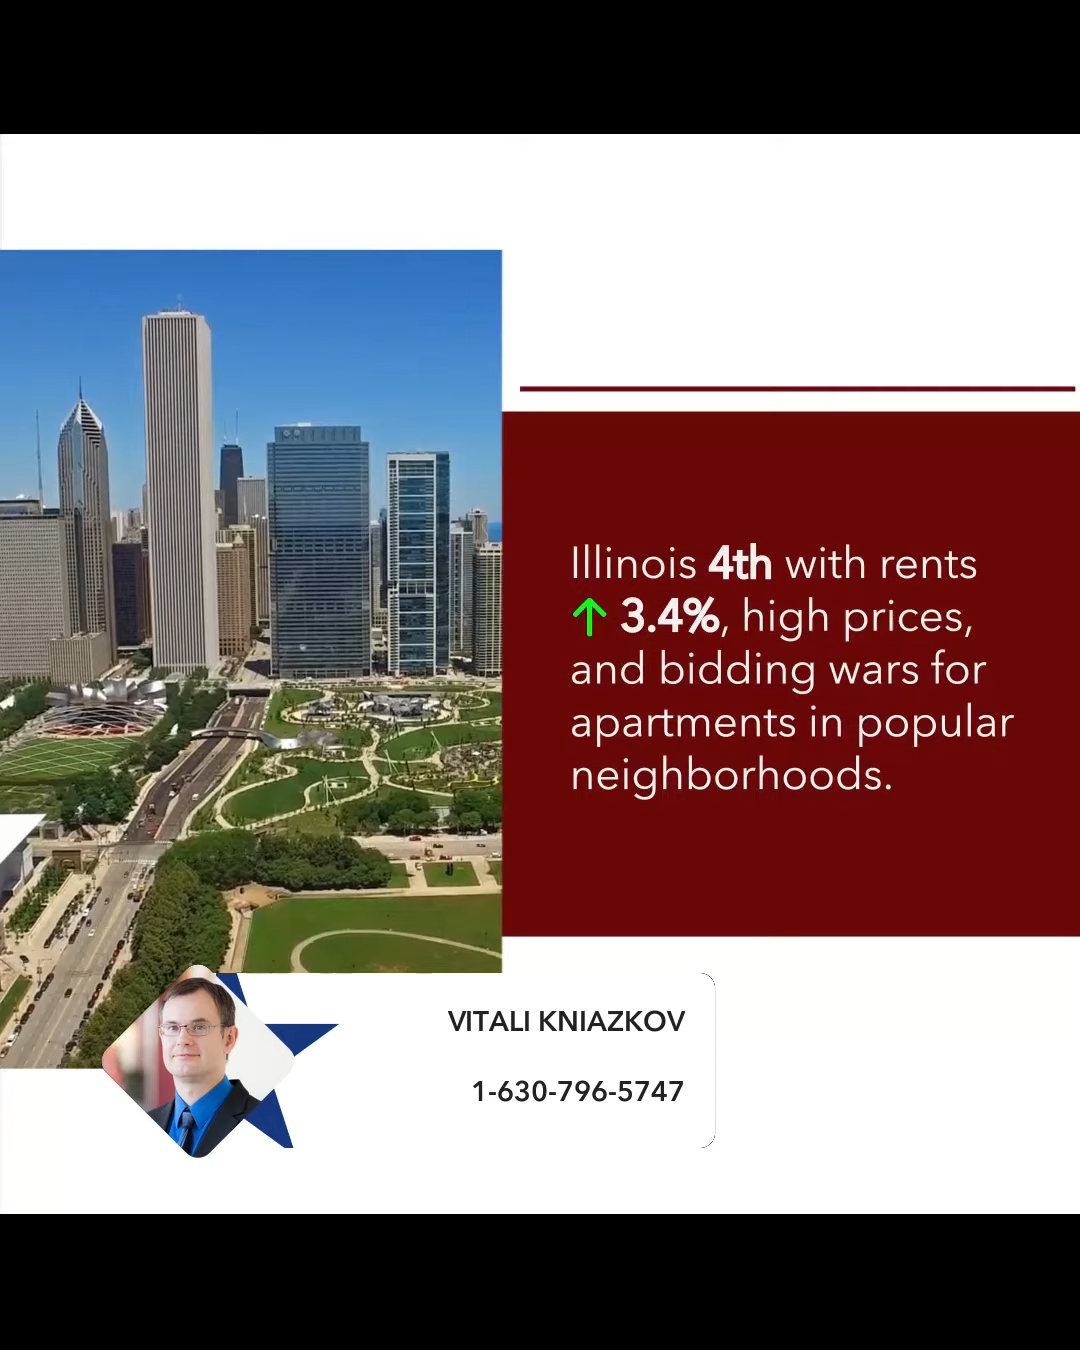 Illinois 4th with rents
↑ 3.4%, high prices,
and bidding wars for
apartments in popular
neighborhoods.
VITALI KNIAZKOV
1-630-796-5747